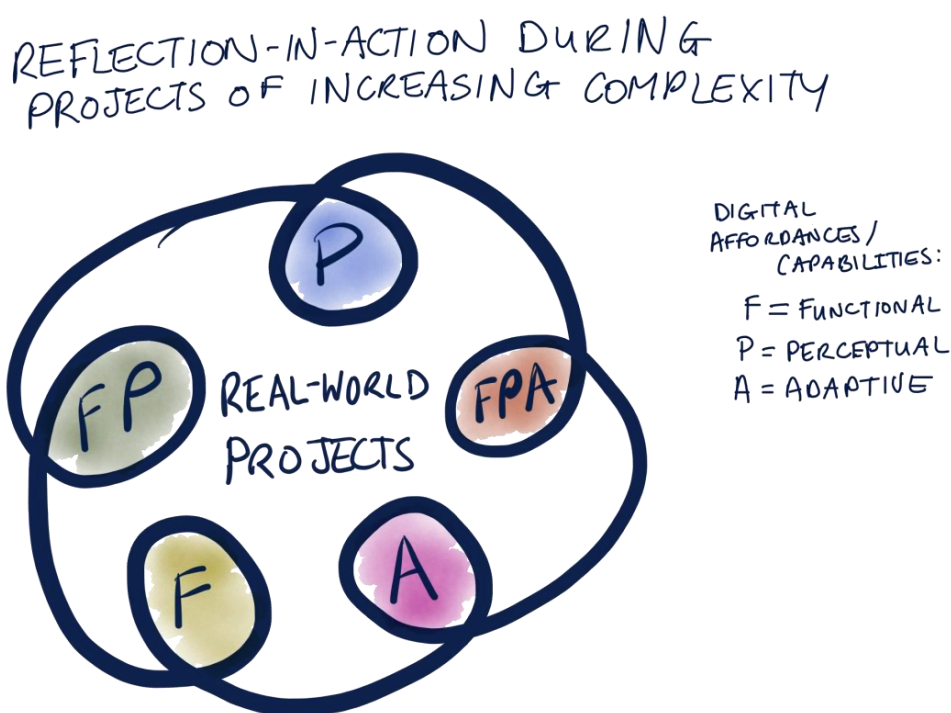 REFLECTION-IN-ACTION DURING
PROJECTS OF INCREASING COMPLEXITY
P
FP
REAL-WORLD
PROJECTS
FPA
F
A
DIGITAL
AFFORDANCES/
CAPABILITIES:
F = FUNCTIONAL
P = PERCEPTUAL
A = ADAPTIVE